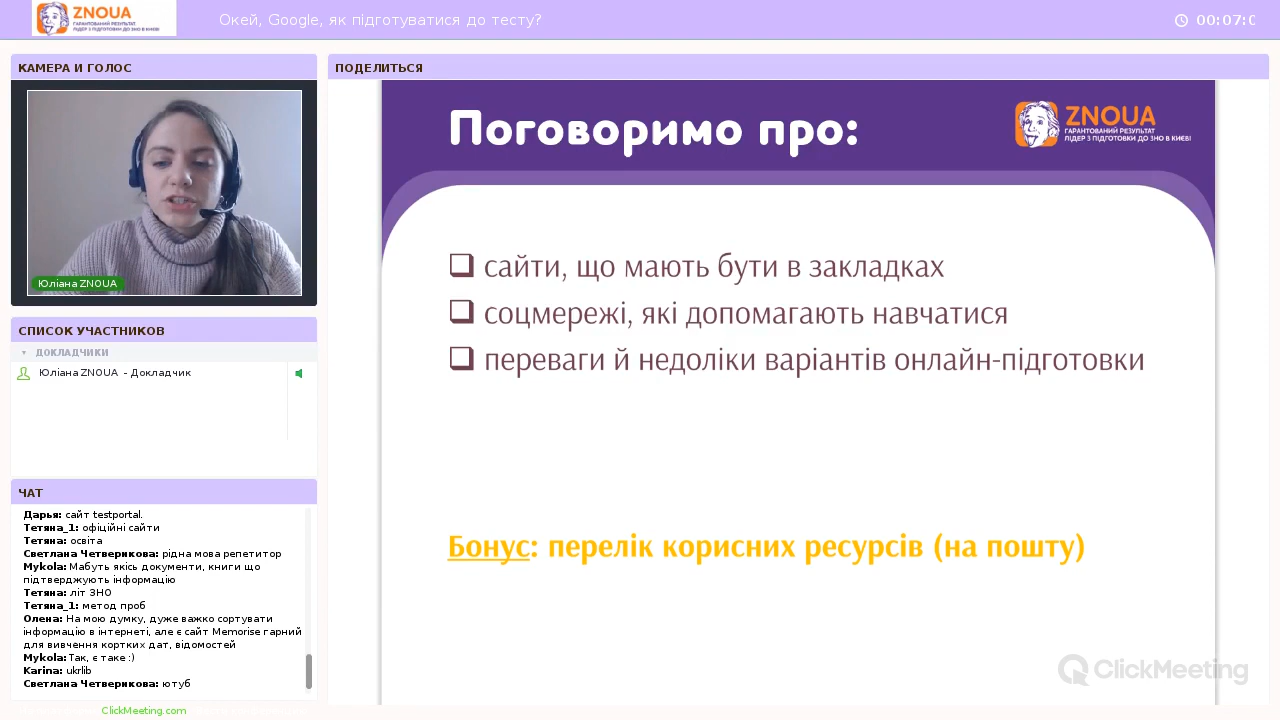 ZNOUA
ГАРАНТОВАНИЙ РЕЗУЛЬТАТ
ЛІДЕР З ПІДГОТОВКИ ДО ЗНО В КИЄВІ
Окей, Google, як підготуватися до тесту?
00:07:0
КАМЕРА И ГОЛОС
Юліана ZNOUA
СПИСОК УЧАСТНИКОВ
ДОКЛАДЧИКИ
Юліана ZNOUA - Докладчик
ЧАТ
Дарья: сайт testportal.
Тетяна_1: офіційні сайти
Тетяна: освіта
Светлана Четверикова: рідна мова репетитор
Mykola: Мабуть якісь документи, книги що
підтверджують інформацію
Тетяна: літ ЗНО
Тетяна_1: метод проб
Олена: На мою думку, дуже важко сортувати
інформацію в інтернеті, але є сайт Memorise гарний
для вивчення кортких дат, відомостей
Mykola: Так, є таке :)
Karina: ukrlib
Светлана Четверикова: ютуб
ClickMeeting.com
ПОДЕЛИТЬСЯ
Поговоримо про:
ZNOUA
ГАРАНТОВАНИЙ РЕЗУЛЬТАТ
ЛІДЕР З ПІДГОТОВКИ ДО ЗНО В КИЄВІ
сайти, що мають бути в закладках
соцмережі, які допомагають навчатися
переваги й недоліки варіантів онлайн-підготовки
Бонус: перелік корисних ресурсів (на пошту)
ClickMeeting